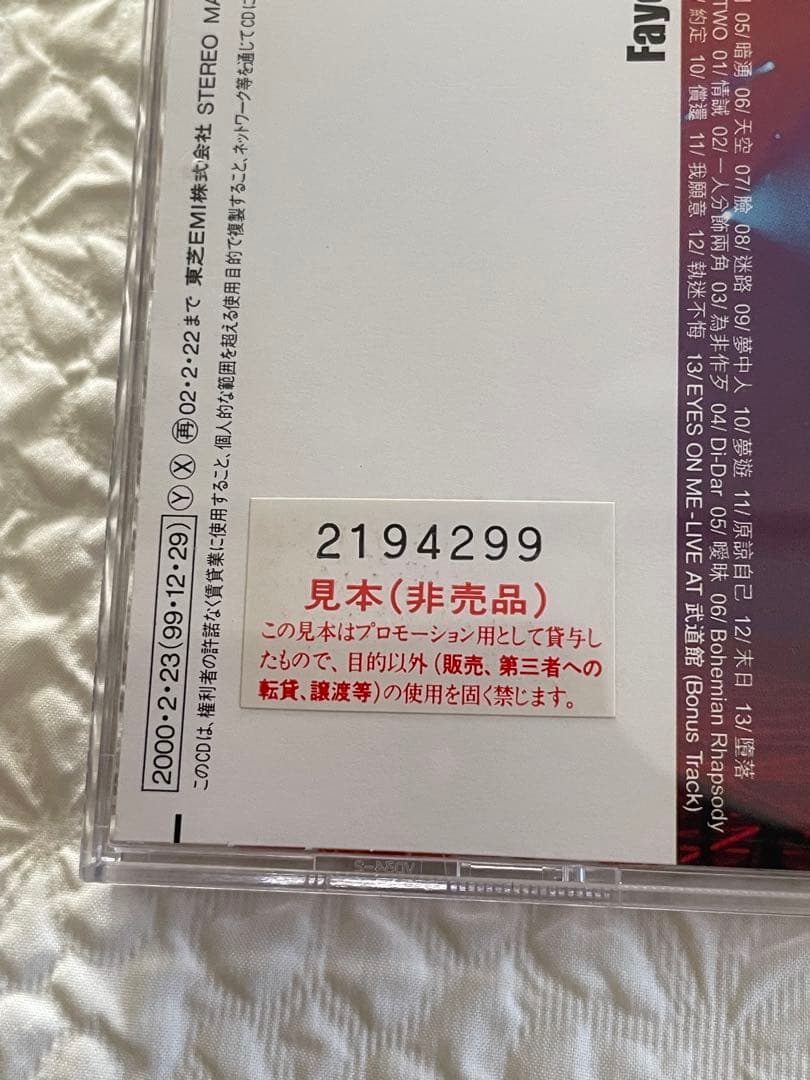 2194299
見本(非売品)
この見本はプロモーション用として貸与し
たもので、目的以外(販売、第三者への
転貸、譲渡等)の使用を固く禁じます。
2000・2・23(99・12・29) Ⓨ Ⓧ ㊢02・2・22まで 東芝EMI株式会社 STEREO MA
このCDは、権利者の許諾なく賃貸業に使用すること、個人的な範囲を超える使用目的で複製すること、ネットワーク等を通じてCDに
Faye
05/暗湧 06/天空 07/臉 08/迷路 09/夢中人 10/夢遊 11/原諒自己 12/末日 13/墮落
TWO 01/情誡 02/一人分飾兩角 03/為非作歹 04/Di-Dar 05/曖昧 06/Bohemian Rhapsody
/約定 10/償還 11/我願意 12/執迷不悔 13/EYES ON ME-LIVE AT 武道館 (Bonus Track)